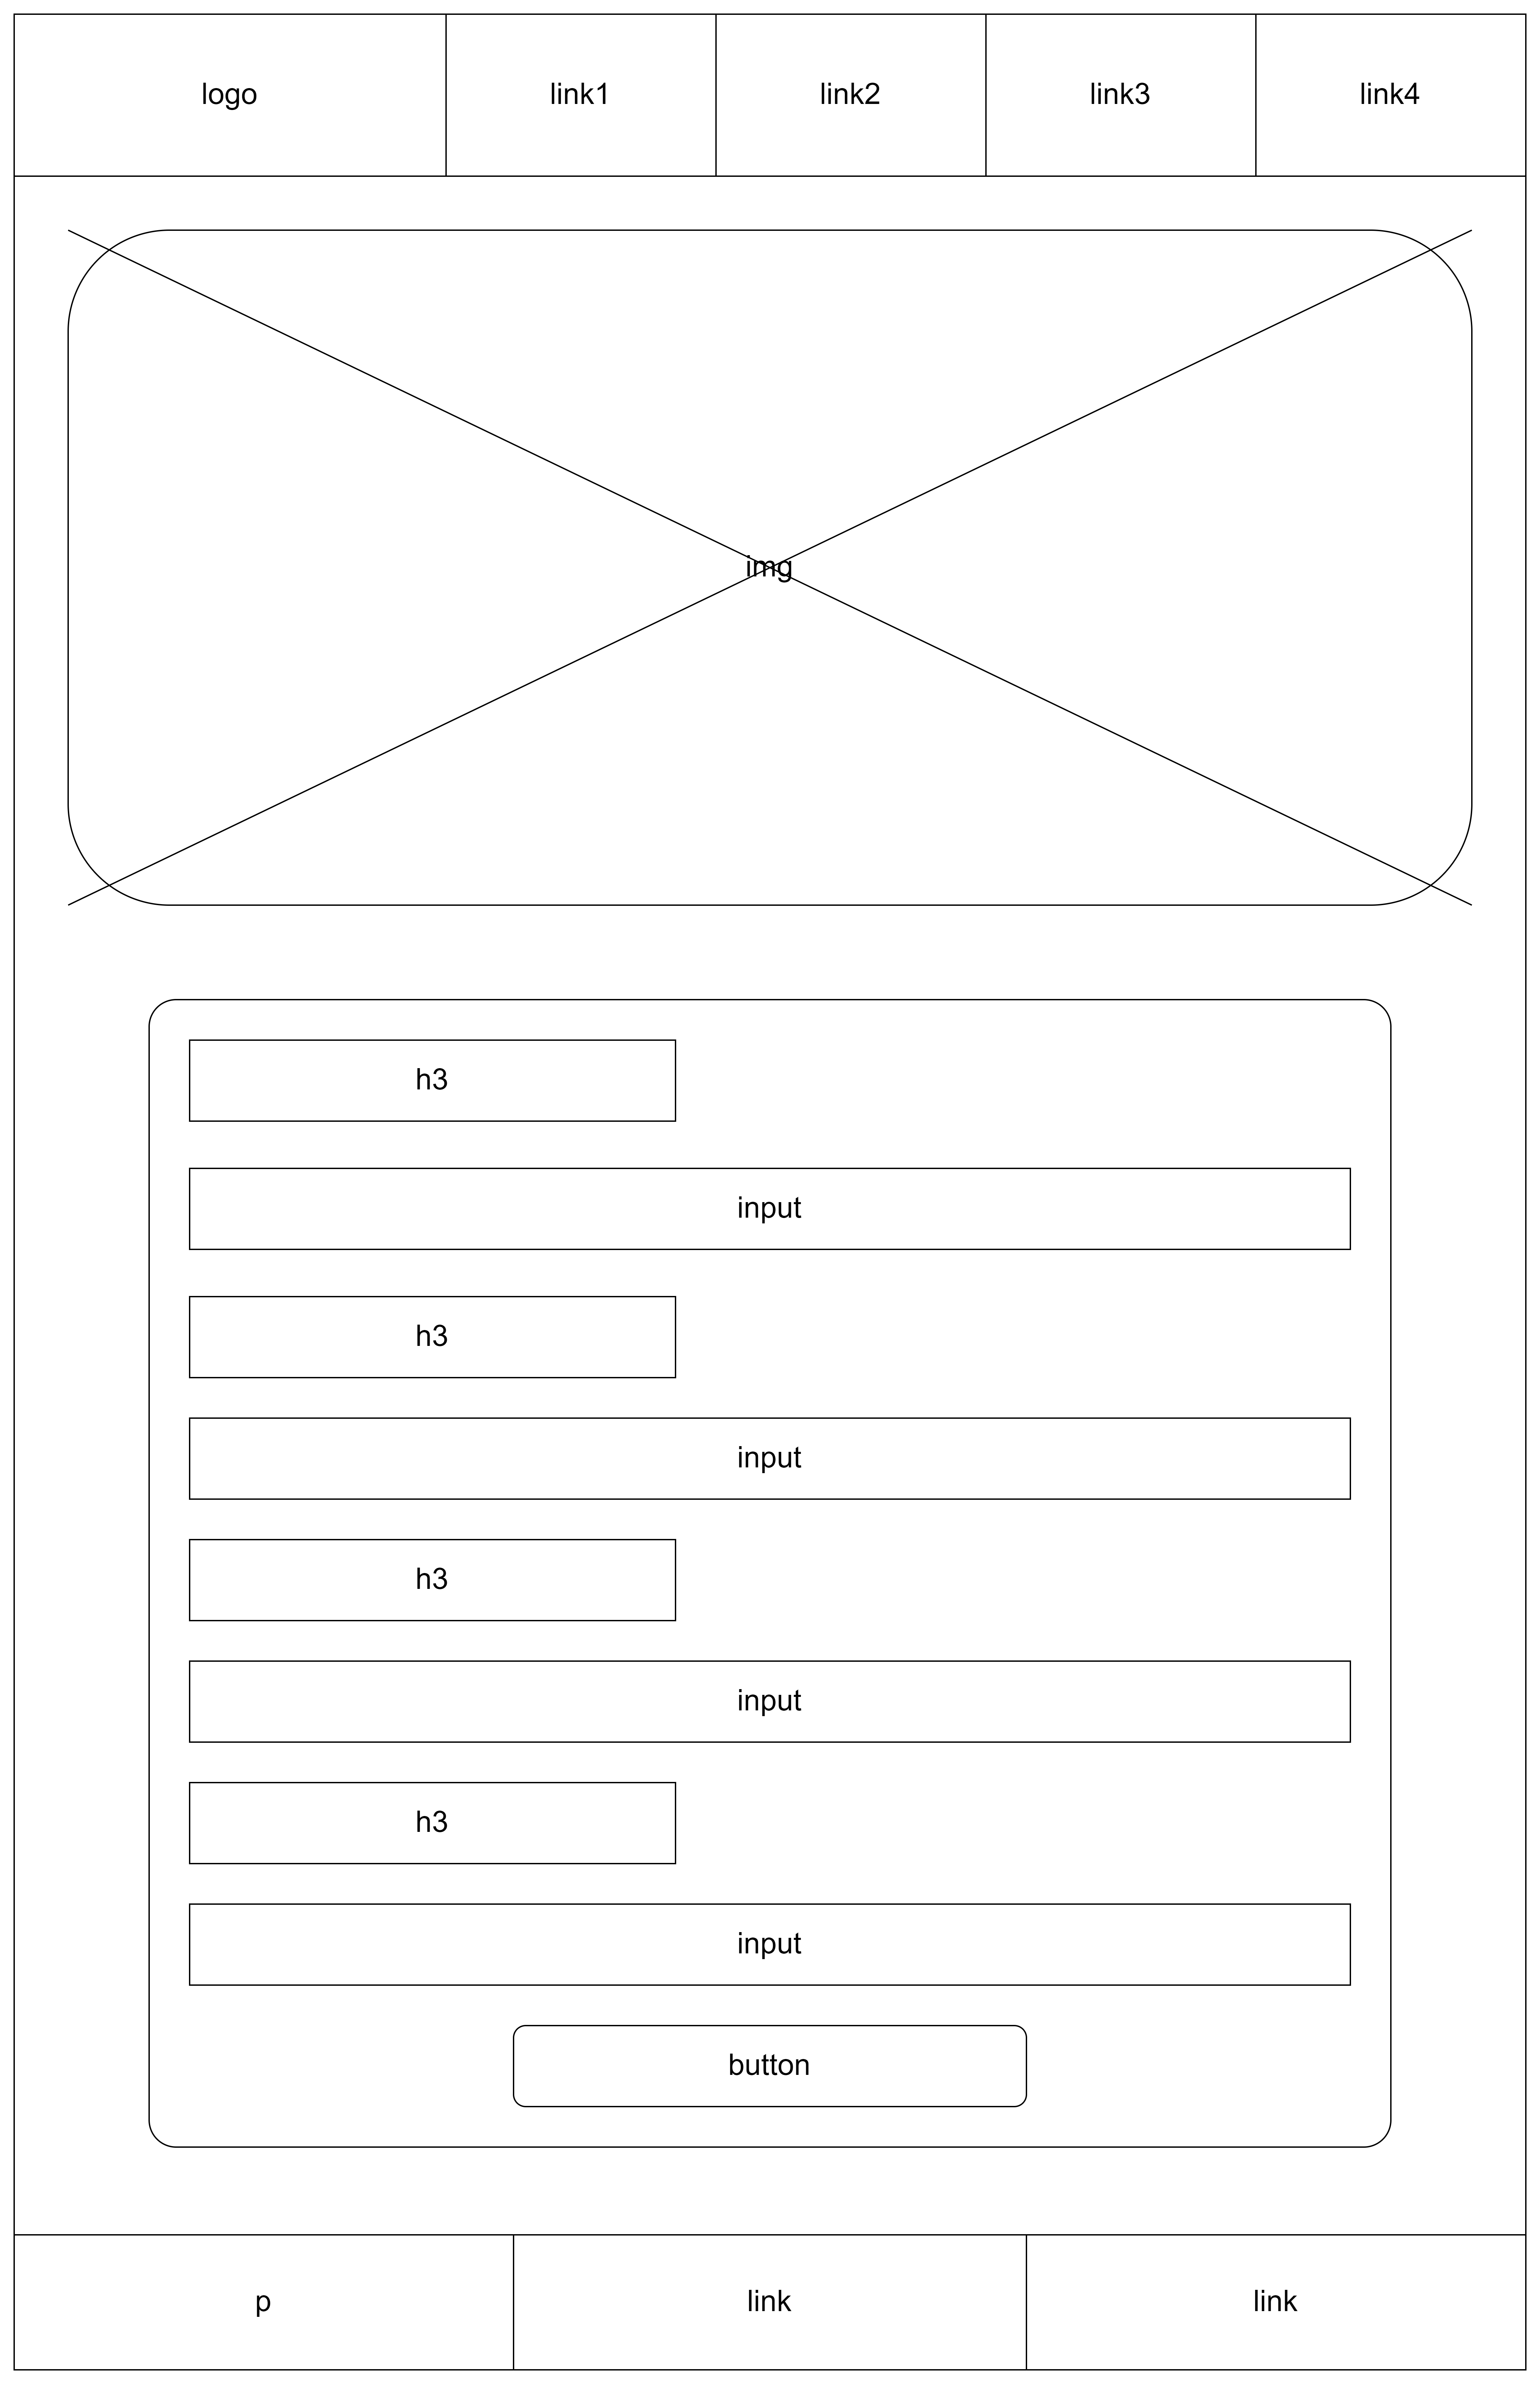 logo
link1
link2
link3
link4
img
h3
input
h3
input
h3
input
h3
input
button
p
link
link